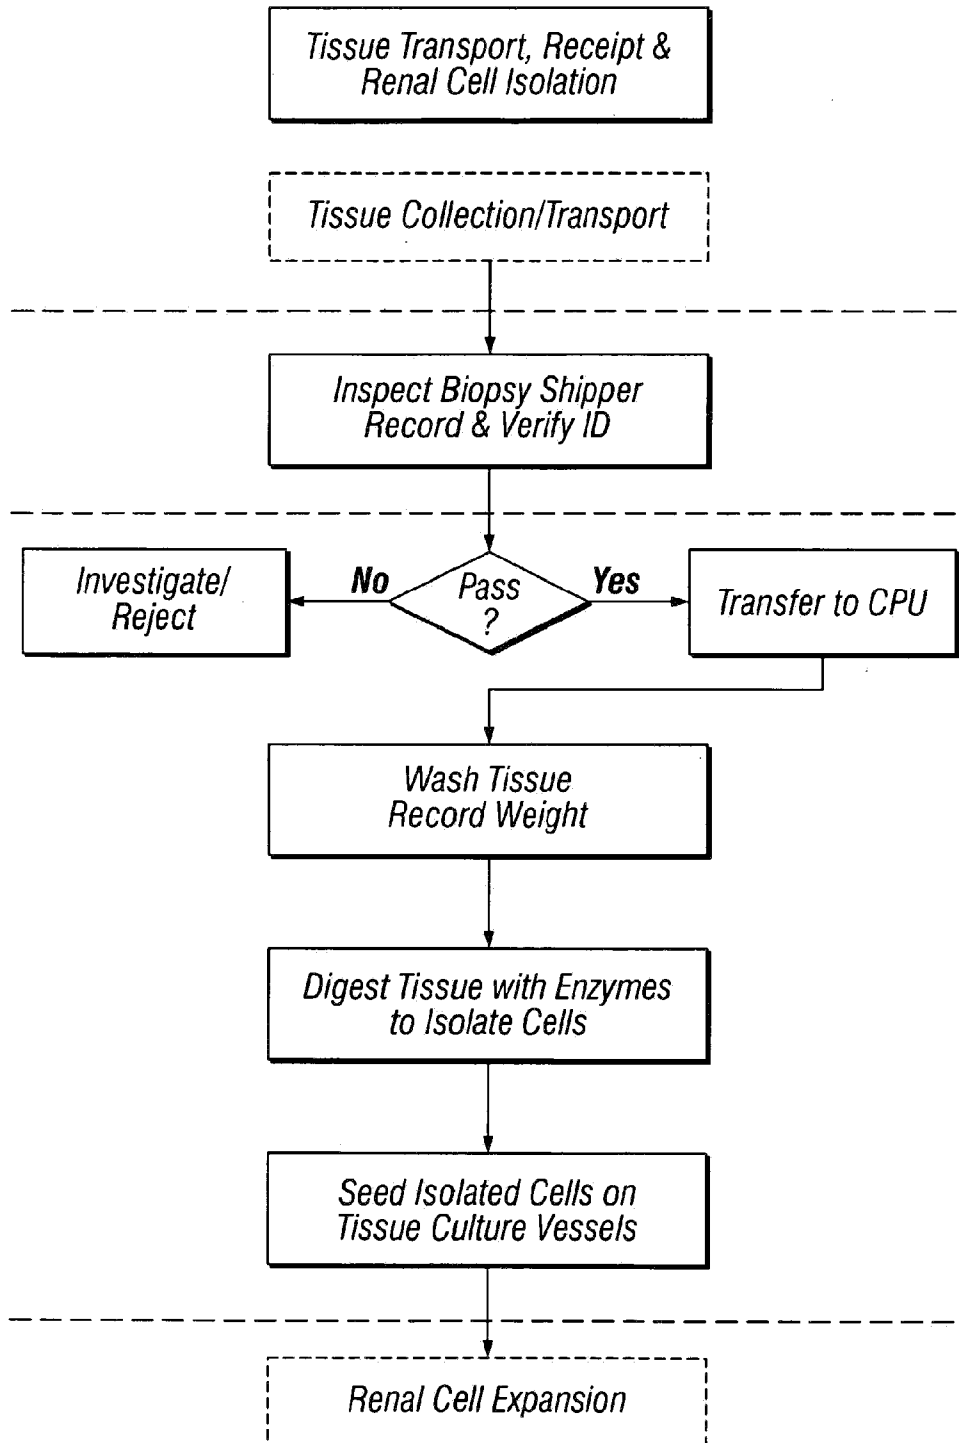 Tissue Transport, Receipt &
Renal Cell Isolation
Tissue Collection/Transport
Inspect Biopsy Shipper
Record & Verify ID
Investigate/
Reject
No
Pass
?
Yes
Transfer to CPU
Wash Tissue
Record Weight
Digest Tissue with Enzymes
to Isolate Cells
Seed Isolated Cells on
Tissue Culture Vessels
Renal Cell Expansion